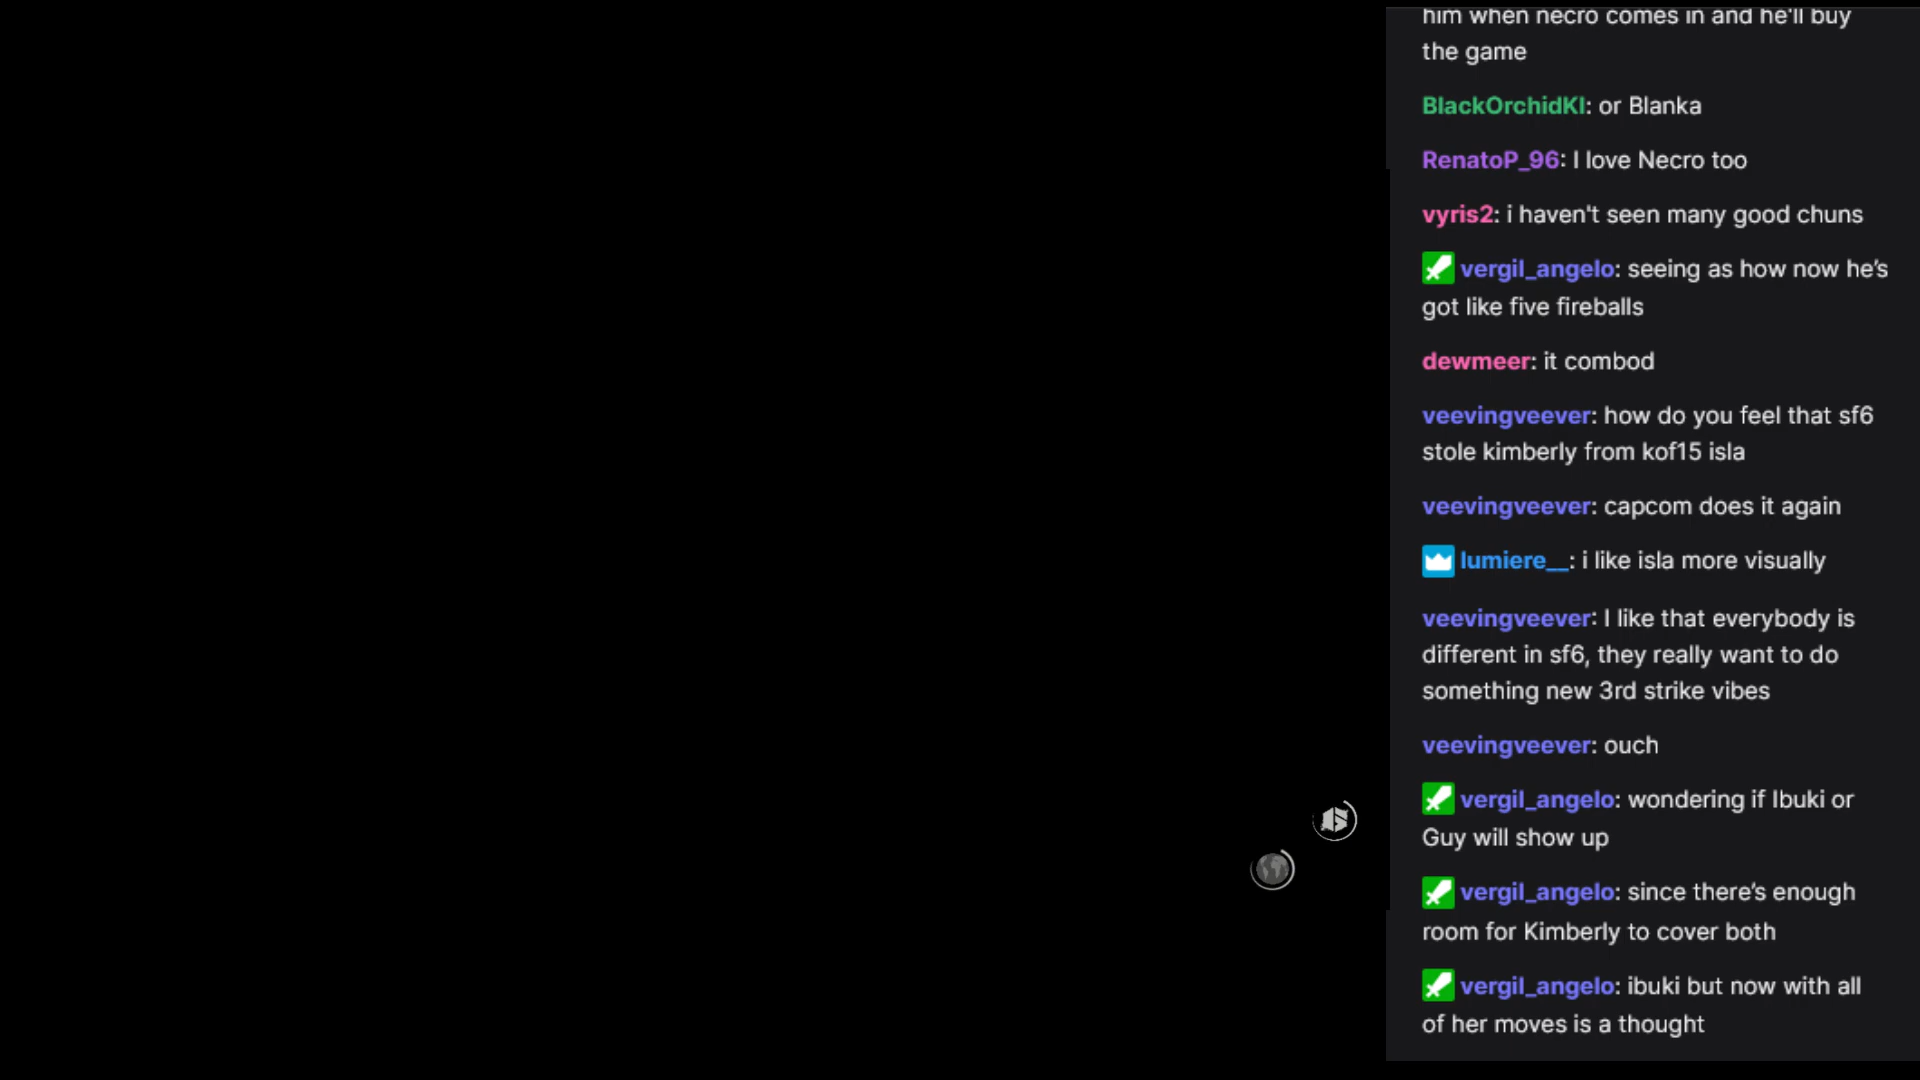 him when necro comes in and he'll buy
the game
BlackOrchidKI: or Blanka
RenatoP_96: I love Necro too
vyris2: i haven't seen many good chuns
vergil_angelo: seeing as how now he’s
got like five fireballs
dewmeer: it combod
veevingveever: how do you feel that sf6
stole kimberly from kof15 isla
veevingveever: capcom does it again
lumiere__: i like isla more visually
veevingveever: I like that everybody is
different in sf6, they really want to do
something new 3rd strike vibes
veevingveever: ouch
vergil_angelo: wondering if Ibuki or
Guy will show up
vergil_angelo: since there’s enough
room for Kimberly to cover both
vergil_angelo: ibuki but now with all
of her moves is a thought